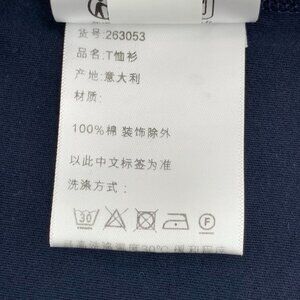 货号:263053
品名:T恤衫
产地:意大利
材质:
100%棉 装饰除外
以此中文标签为准
洗涤方式:
30 F